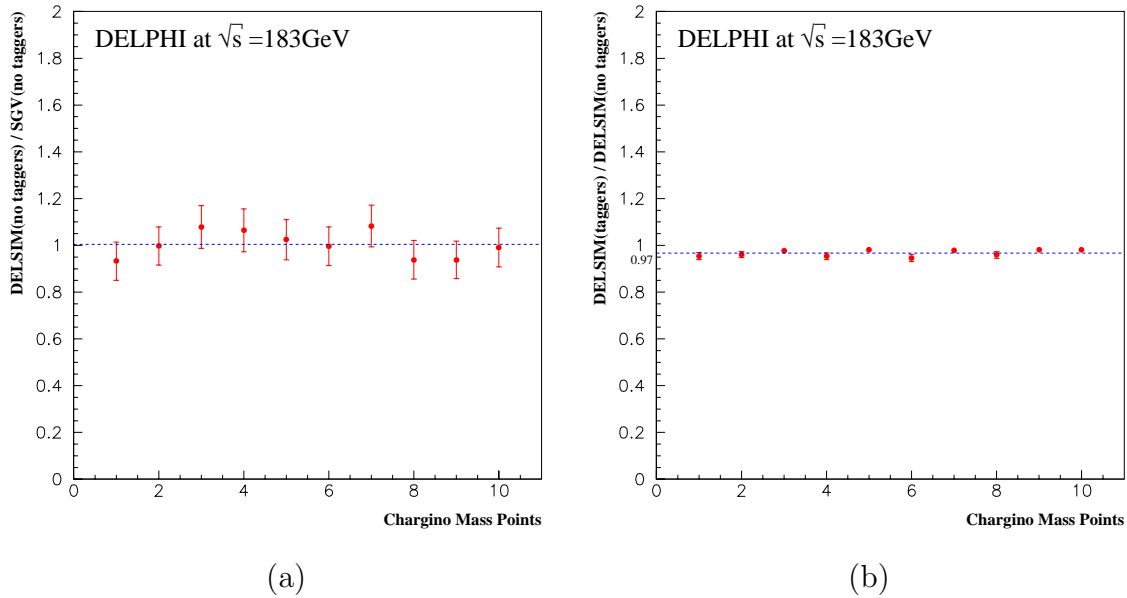 DELPHI at √s =183GeV
DELSIM(no taggers) / SGV(no taggers)
2
1.8
1.6
1.4
1.2
1
0.8
0.6
0.4
0.2
0
0 2 4 6 8 10
Chargino Mass Points
(a)
DELPHI at √s =183GeV
DELSIM(taggers) / DELSIM(no taggers)
2
1.8
1.6
1.4
1.2
1
0.97
0.8
0.6
0.4
0.2
0
0 2 4 6 8 10
Chargino Mass Points
(b)